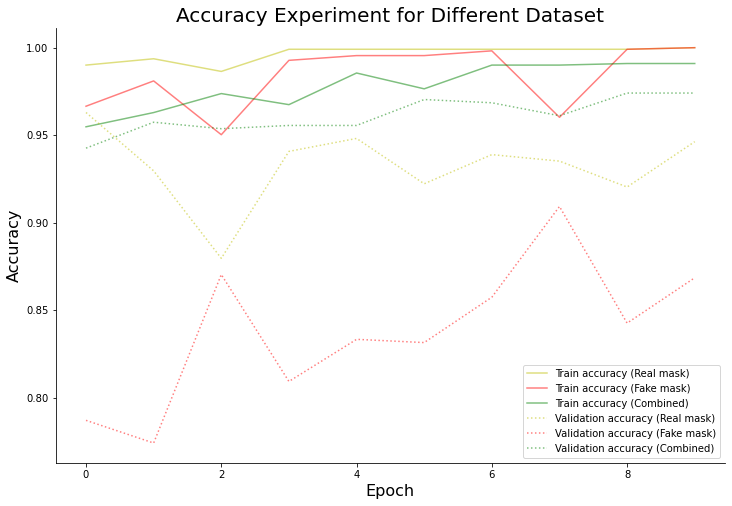 Accuracy Experiment for Different Dataset
1.00
0.95
0.90
0.85
0.80
Accuracy
0
2
4
6
8
Epoch
Train accuracy (Real mask)
Train accuracy (Fake mask)
Train accuracy (Combined)
Validation accuracy (Real mask)
Validation accuracy (Fake mask)
Validation accuracy (Combined)